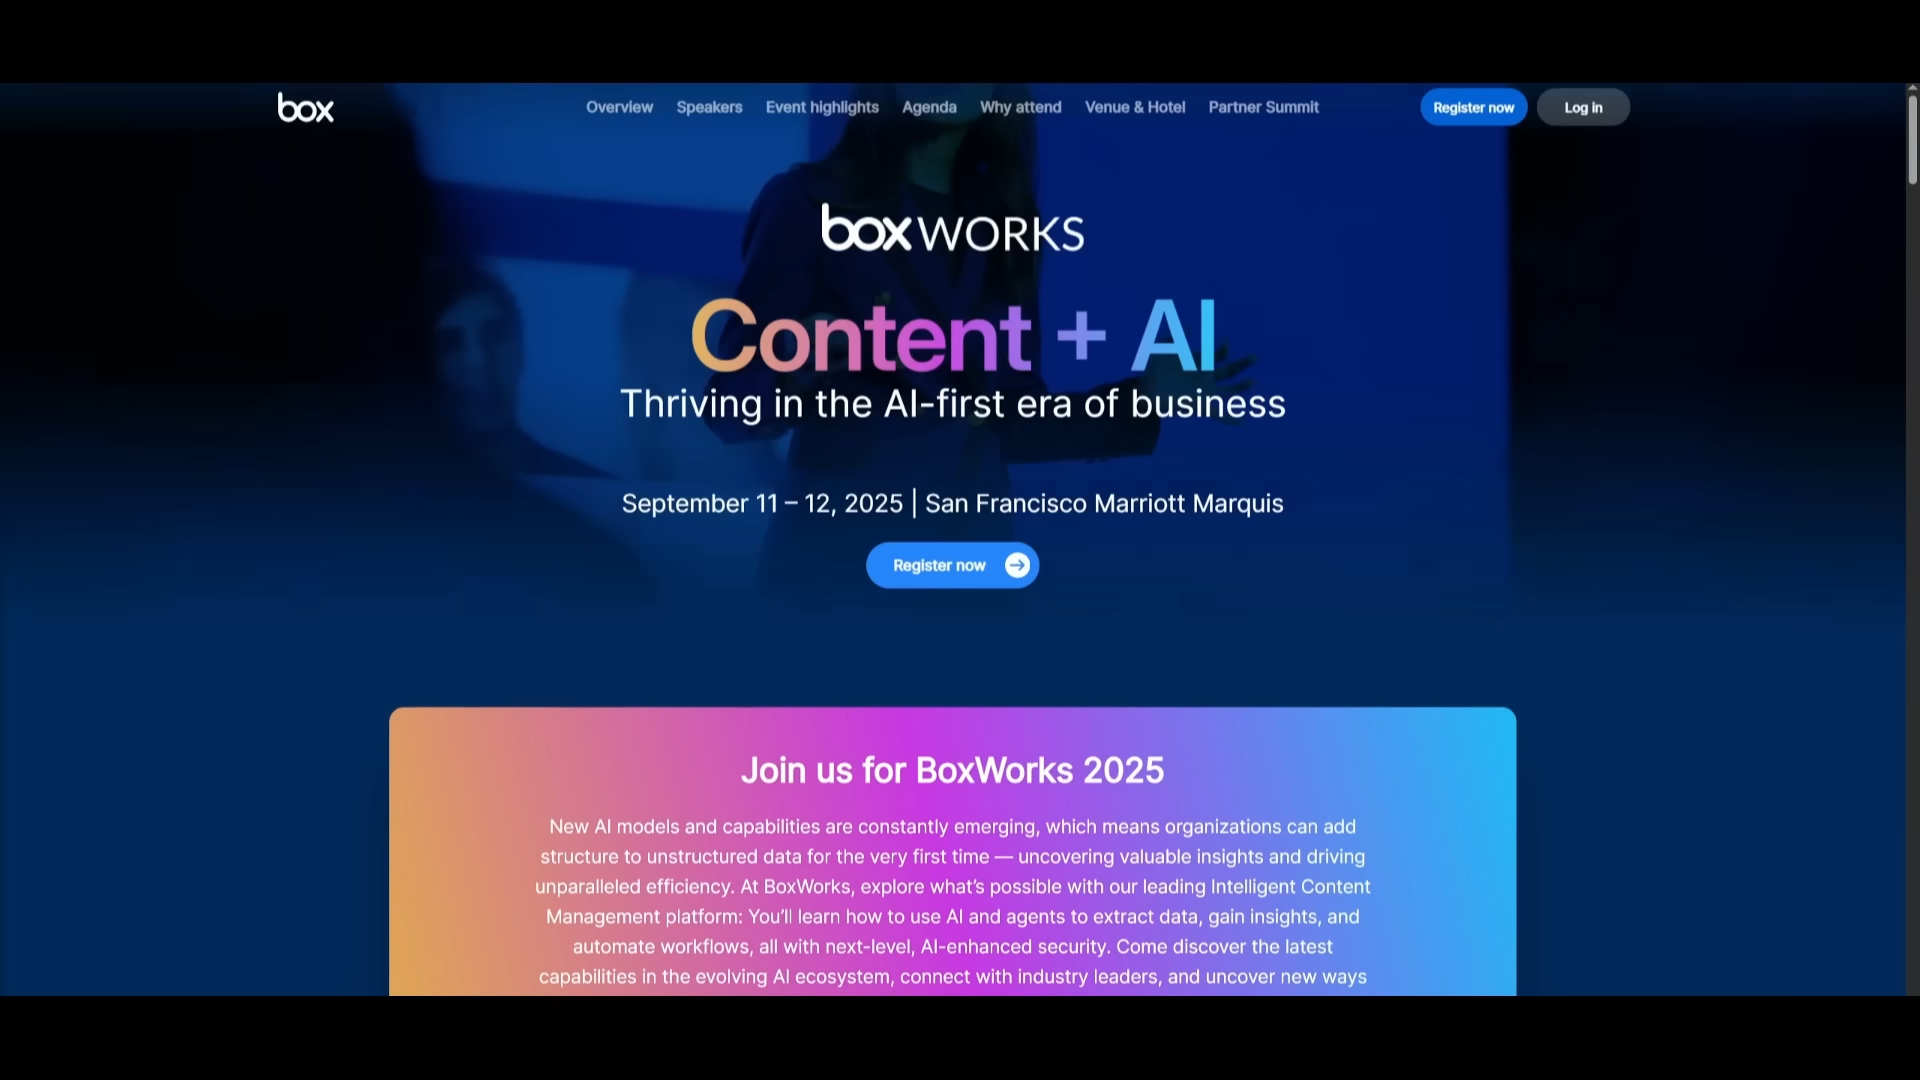 box
Overview Speakers Event highlights Agenda Why attend Venue & Hotel Partner Summit Register now Log in
boxWORKS
Content + AI
Thriving in the AI-first era of business
September 11 – 12, 2025 | San Francisco Marriott Marquis
Register now
Join us for BoxWorks 2025
New AI models and capabilities are constantly emerging, which means organizations can add
structure to unstructured data for the very first time — uncovering valuable insights and driving
unparalleled efficiency. At BoxWorks, explore what’s possible with our leading Intelligent Content
Management platform: You’ll learn how to use AI and agents to extract data, gain insights, and
automate workflows, all with next-level, AI-enhanced security. Come discover the latest
capabilities in the evolving AI ecosystem, connect with industry leaders, and uncover new ways